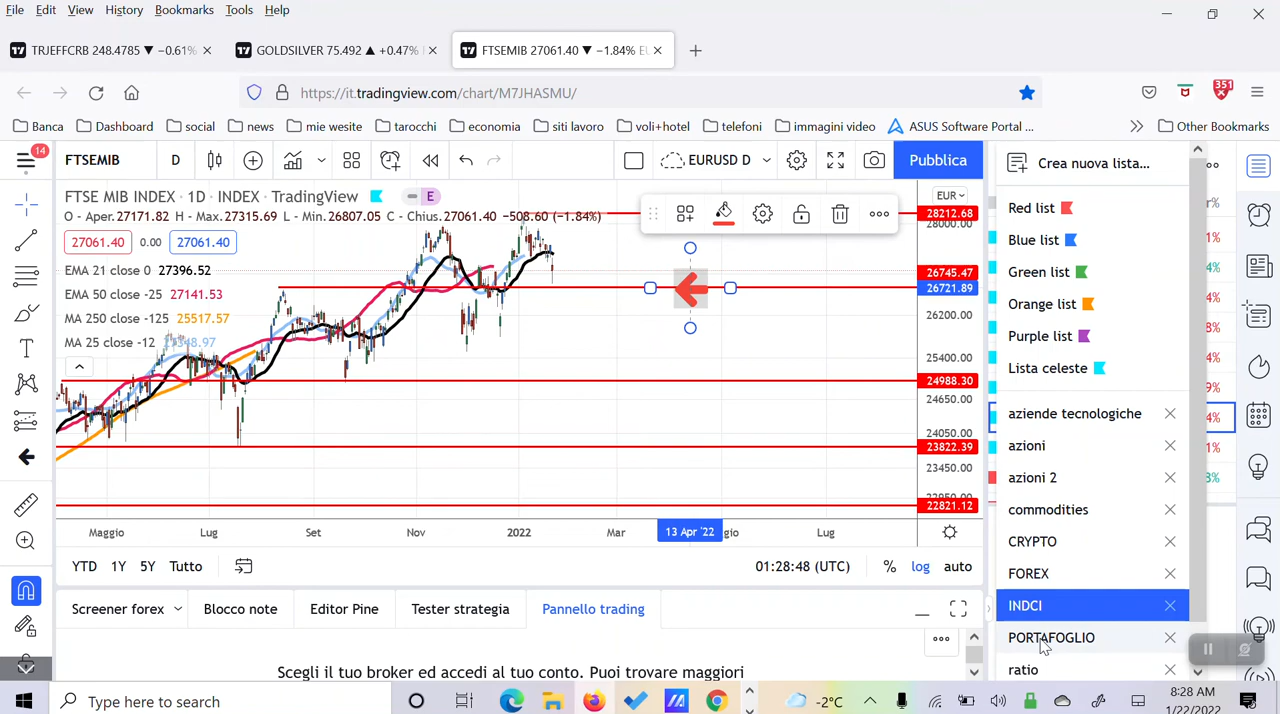 File Edit View History Bookmarks Tools Help
TRJEFFCRB 248.4785 ▼ −0.61%
GOLDSILVER 75.492 ▲ +0.47%
FTSEMIB 27061.40 ▼ −1.84%
https://it.tradingview.com/chart/M7JHASMU/
351
Banca Dashboard social news mie wesite tarocchi economia siti lavoro voli+hotel telefoni immagini video ASUS Software Portal ... Other Bookmarks
14
FTSEMIB D EURUSD D Pubblica
FTSE MIB INDEX · 1D · INDEX · TradingView E
O - Aper.27171.82 H - Max.27313.69 L - Min.26807.05 C - Chius.27061.40 −508.60 (−1.84%)
27061.40 0.00 27203.40
EMA 21 close 0 27396.52
EMA 50 close -25 27141.53
MA 250 close -125 25517.57
MA 25 close -12
EUR
28212.68
28000.00
26745.47
26721.89
26200.00
25400.00
24988.30
24650.00
24050.00
23822.39
23450.00
22821.12
Maggio Lug Set Nov 2022 Mar 13 Apr '22 gio Lug
YTD 1Y 5Y Tutto 01:28:48 (UTC) % log auto
Screener forex Blocco note Editor Pine Tester strategia Pannello trading
Scegli il tuo broker ed accedi al tuo conto. Puoi trovare maggiori
Crea nuova lista...
Red list
Blue list
Green list
Orange list
Purple list
Lista celeste
aziende tecnologiche
azioni
azioni 2
commodities
CRYPTO
FOREX
INDCI
PORTAFOGLIO
ratio
Type here to search
-2°C
8:28 AM
1/22/2022